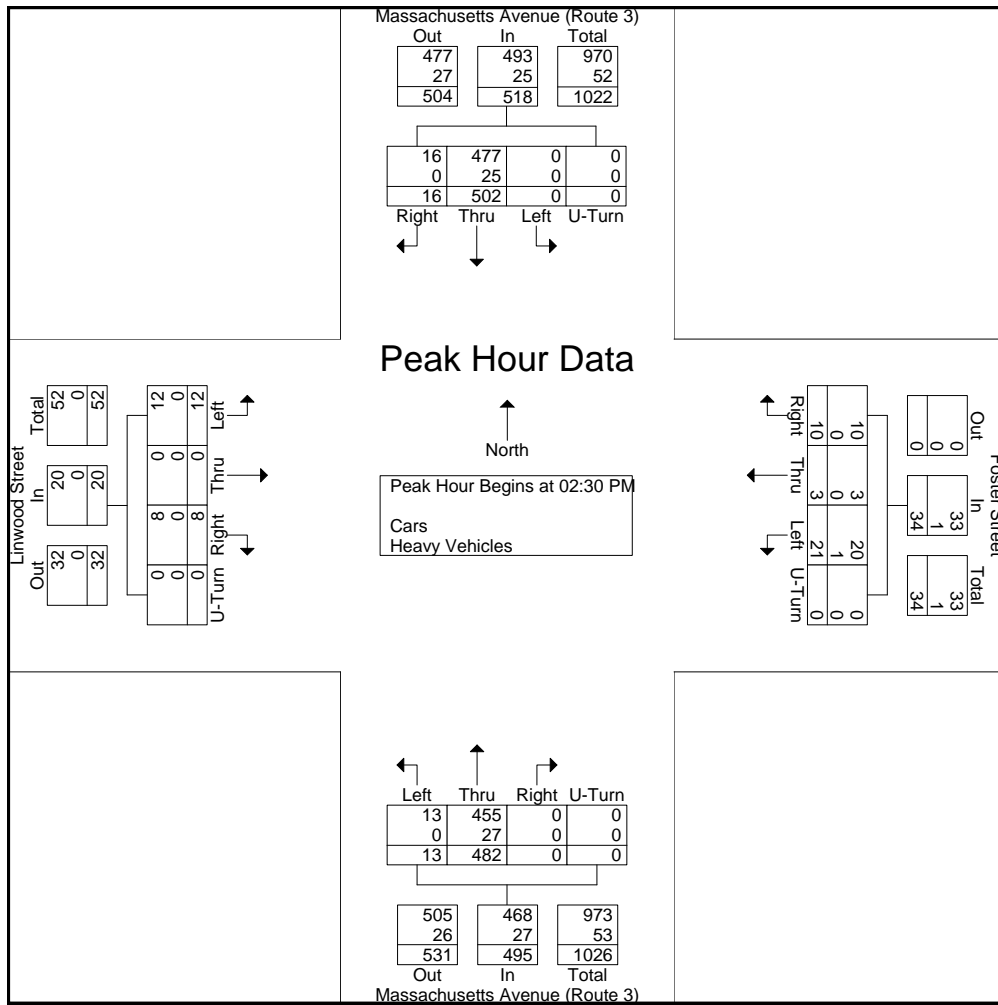 Massachusetts Avenue (Route 3)
Out In Total
477 493 970
27 25 52
504 518 1022
16 477 0 0
0 25 0 0
16 502 0 0
Right Thru Left U-Turn
Peak Hour Data
North
Peak Hour Begins at 02:30 PM
Cars
Heavy Vehicles
Linwood Street
Out In Total
32 20 52
0 0 0
32 20 52
12 0 12
0 0 0
8 0 8
0 0 0
Left
Thru
Right
U-Turn
Right
Thru
Left
U-Turn
10 0 10
3 0 3
20 1 21
0 0 0
Out In Total
0 33 33
0 1 1
0 34 34
Foster Street
Left Thru Right U-Turn
13 455 0 0
0 27 0 0
13 482 0 0
505 468 973
26 27 53
531 495 1026
Out In Total
Massachusetts Avenue (Route 3)